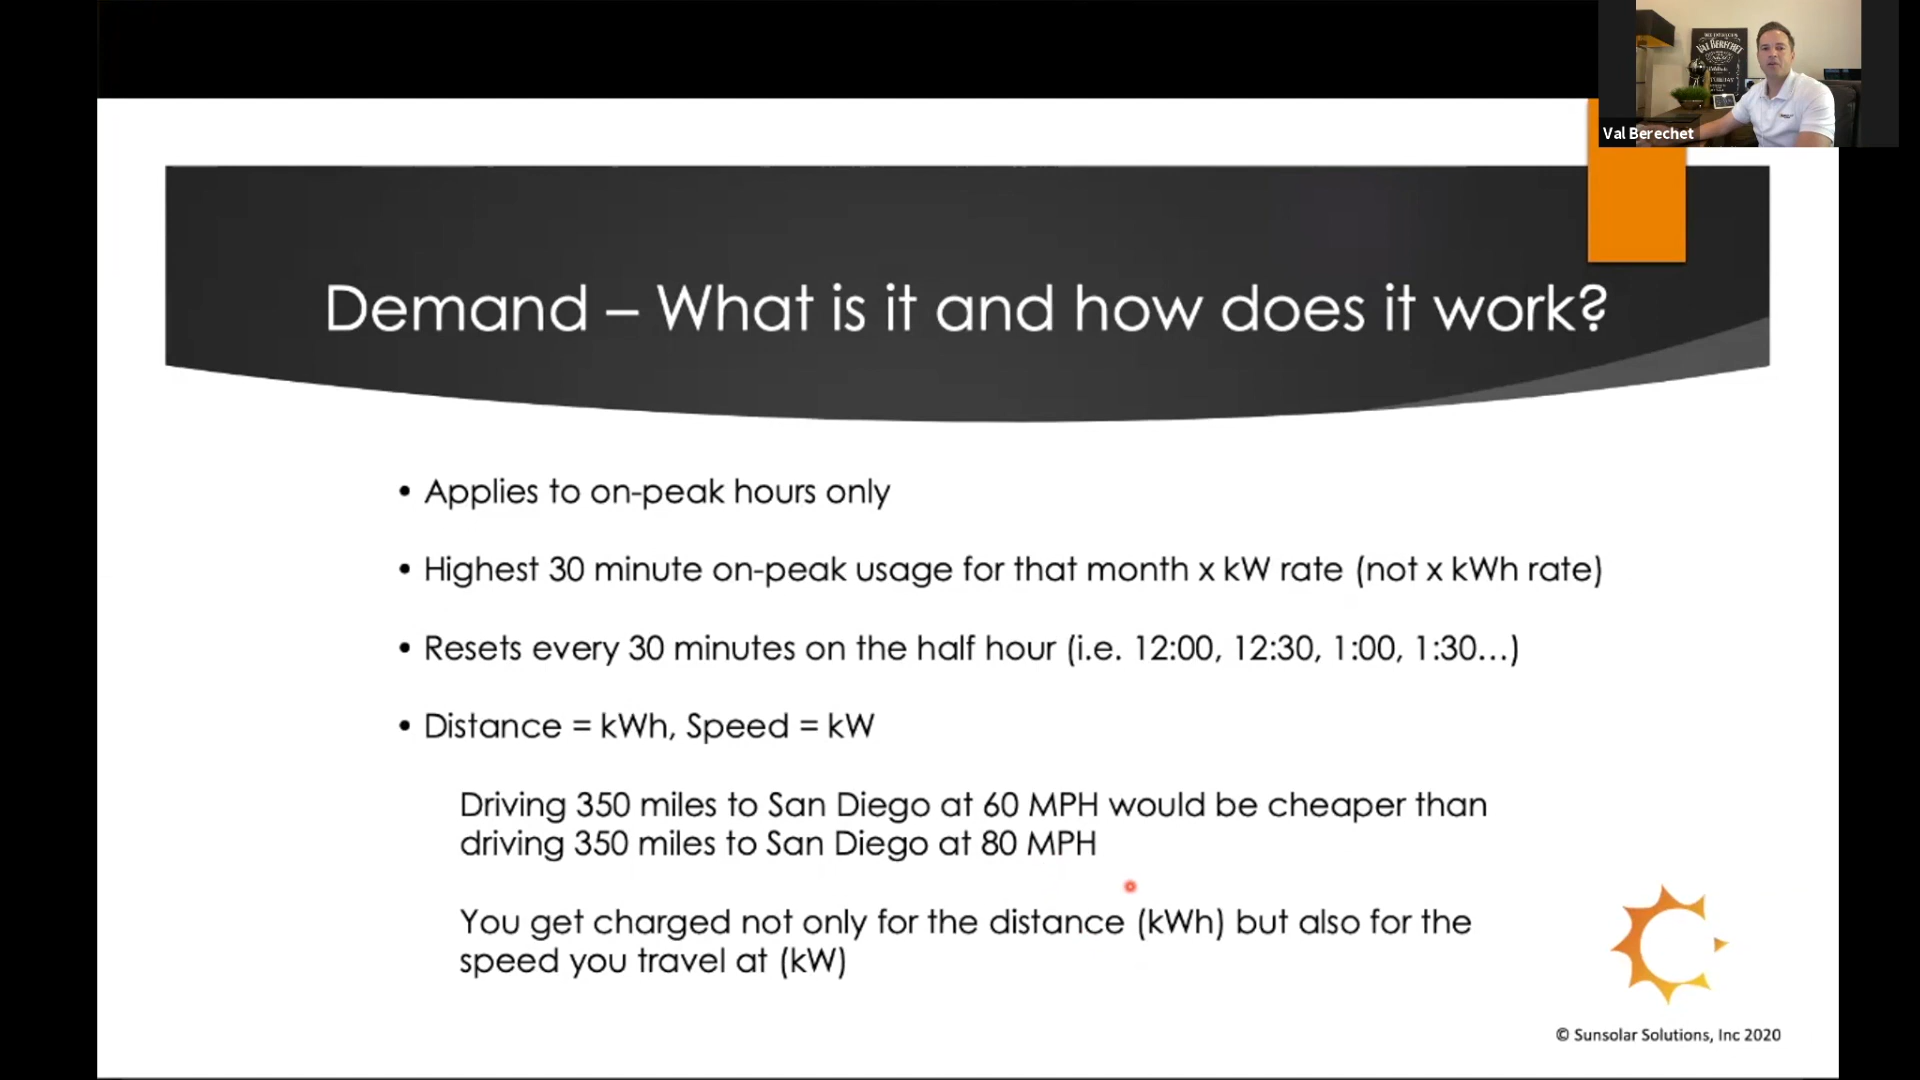 VAL BERECHET
Val Berechet
Demand – What is it and how does it work?
• Applies to on-peak hours only
• Highest 30 minute on-peak usage for that month x kW rate (not x kWh rate)
• Resets every 30 minutes on the half hour (i.e. 12:00, 12:30, 1:00, 1:30…)
• Distance = kWh, Speed = kW
Driving 350 miles to San Diego at 60 MPH would be cheaper than
driving 350 miles to San Diego at 80 MPH
You get charged not only for the distance (kWh) but also for the
speed you travel at (kW)
© Sunsolar Solutions, Inc 2020